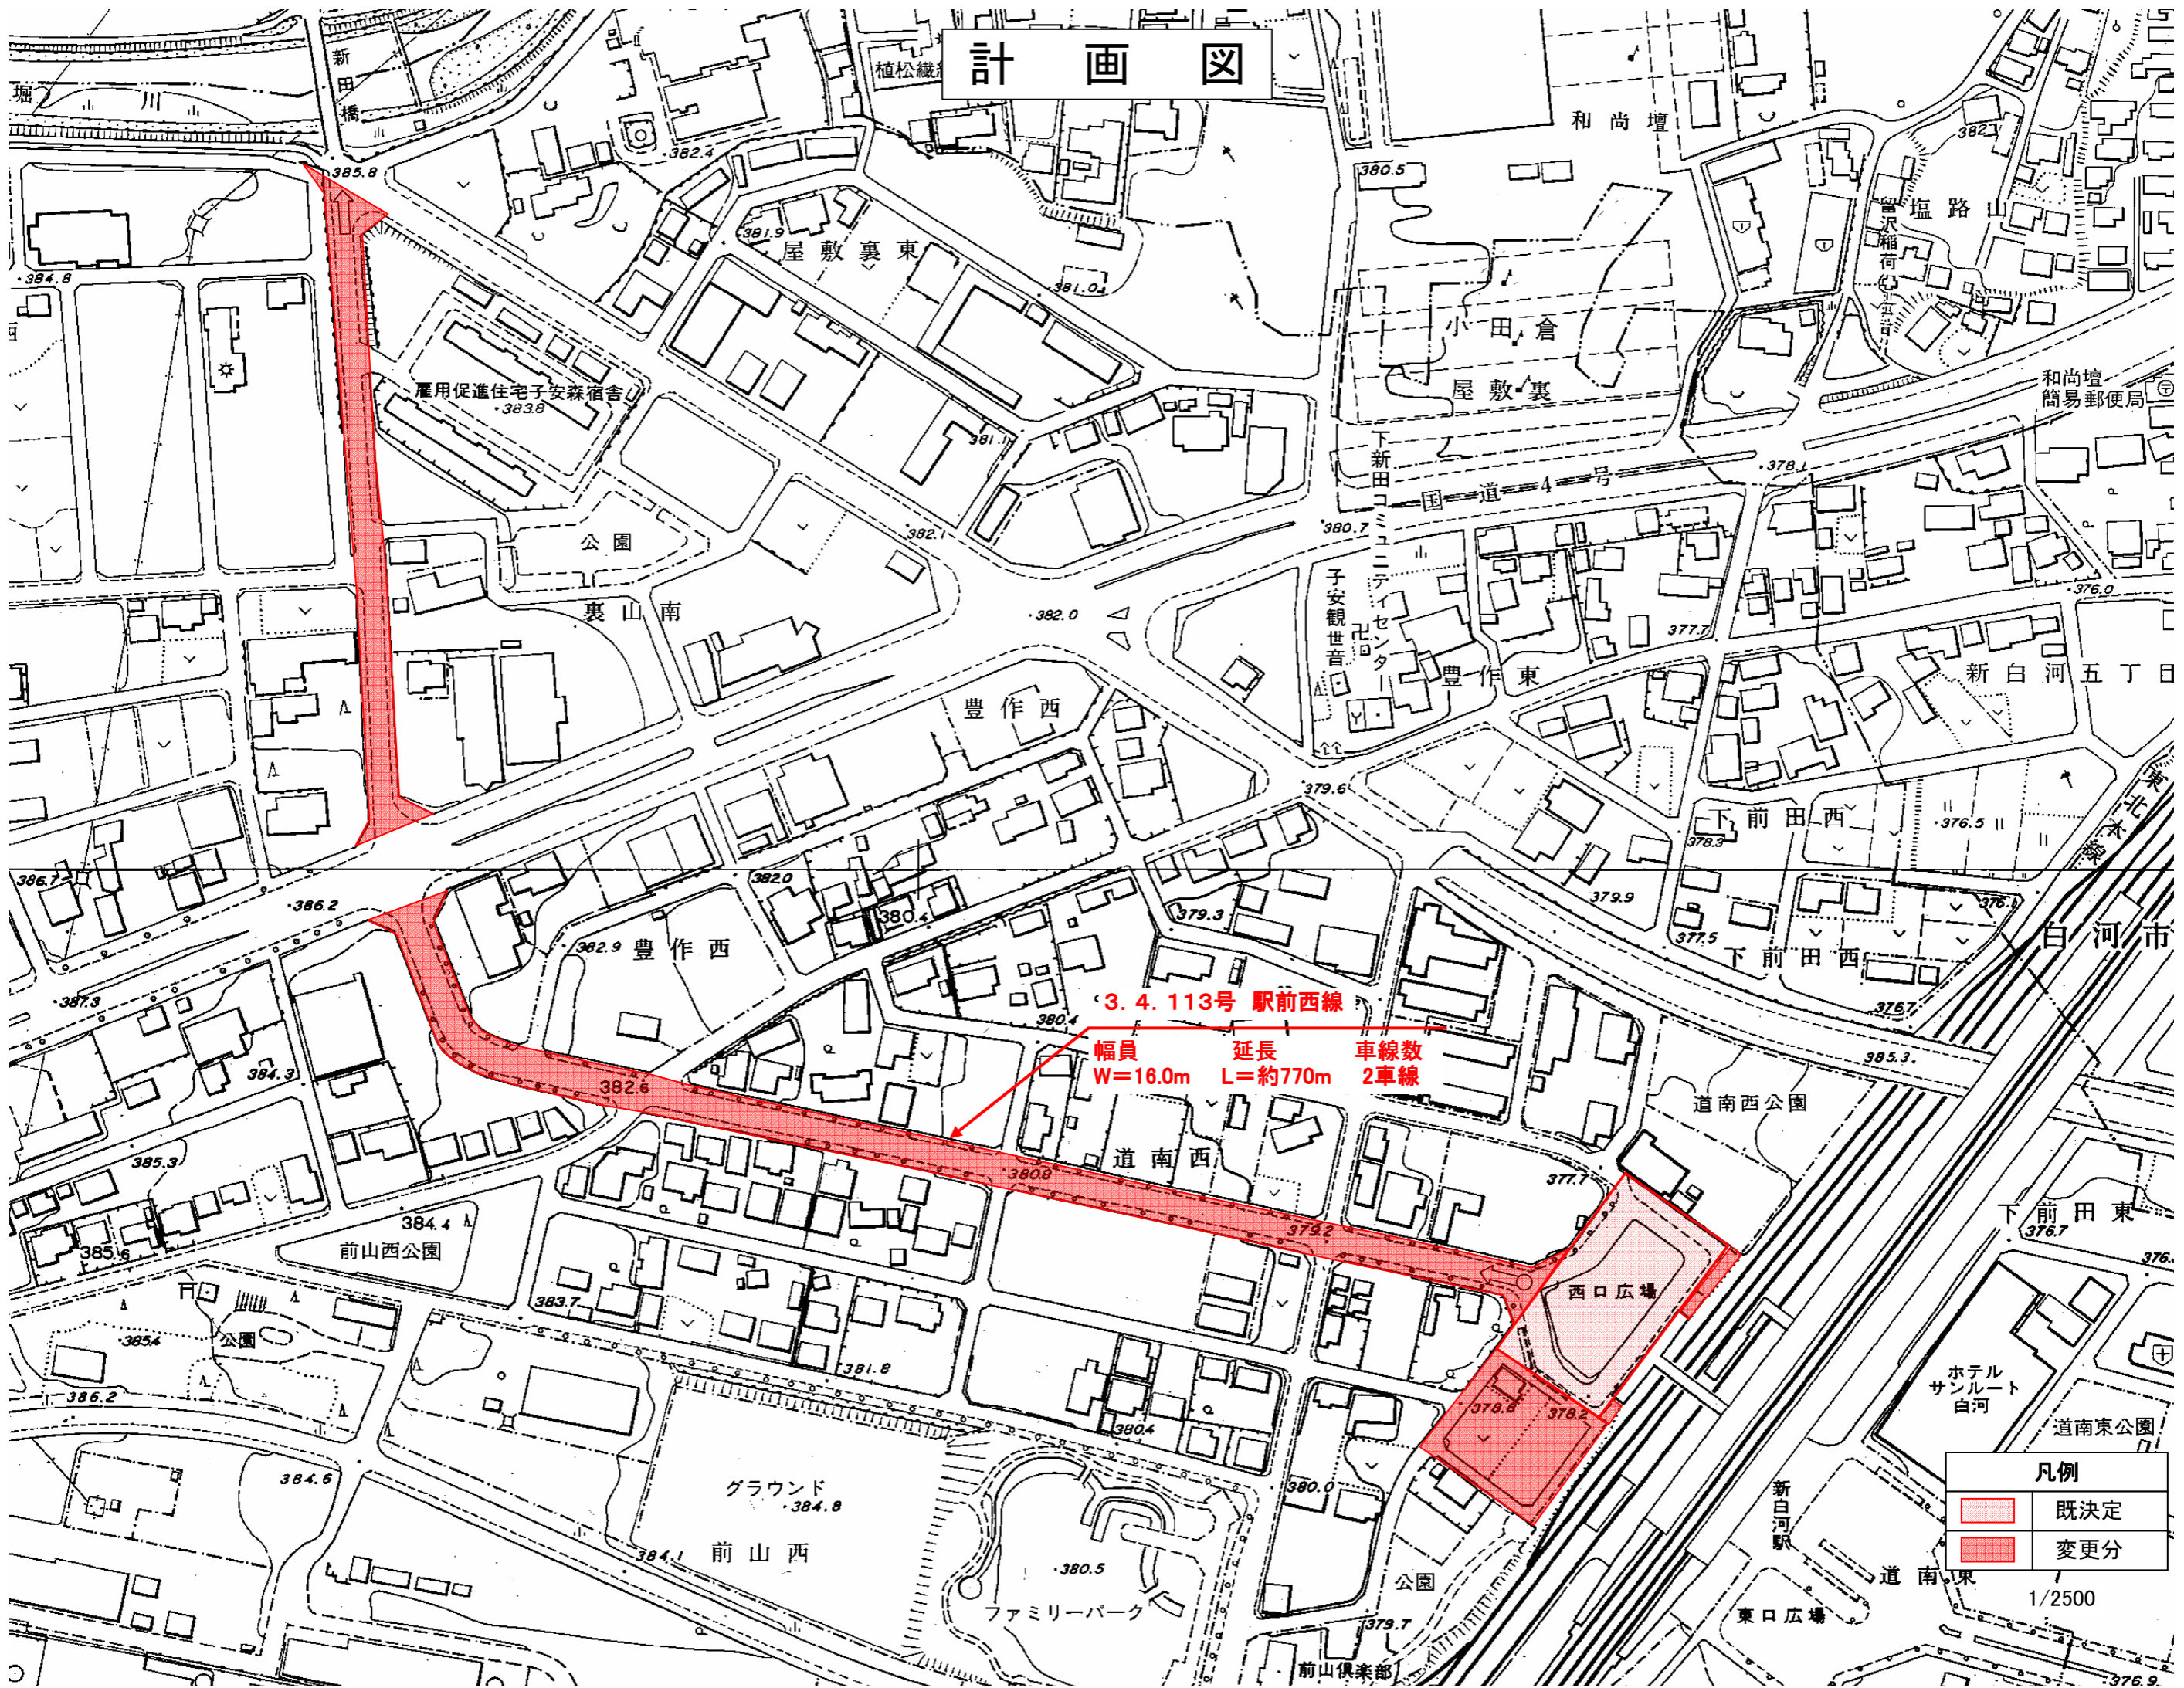 計画図
新田橋
堀川
385.8
382.4
和尚壇
382.1
380.5
留沢稲荷
塩路山
384.8
381.9
屋敷裏東
381.0
小田倉
屋敷裏
和尚壇
簡易郵便局
雇用促進住宅子安森宿舎
383.8
381.1
下新田コミュニティセンター
国道4号
378.1
382.1
380.7
公園
裏山南
382.0
子安観世音
377.7
376.0
豊作東
新白河五丁目
豊作西
379.6
下前田西
376.5
378.3
東北本線
386.7
386.2
382.0
380.4
379.3
379.9
376.1
377.5
382.9
豊作西
下前田西
白河市
387.3
3.4.113号 駅前西線
幅員 延長 車線数
W=16.0m L=約770m 2車線
380.4
376.7
385.3
384.3
382.6
道南西公園
385.3
道南西
380.8
377.7
384.4
379.2
下前田東
376.7
385.6
前山西公園
西口広場
383.7
385.4
公園
381.8
386.2
378.8
378.2
ホテル
サンルート
白河
380.4
道南東公園
384.6
グラウンド
384.8
380.0
凡例
既決定
変更分
新白河駅
384.1
前山西
380.5
公園
道南東
1/2500
ファミリーパーク
379.7
東口広場
前山倶楽部
376.9